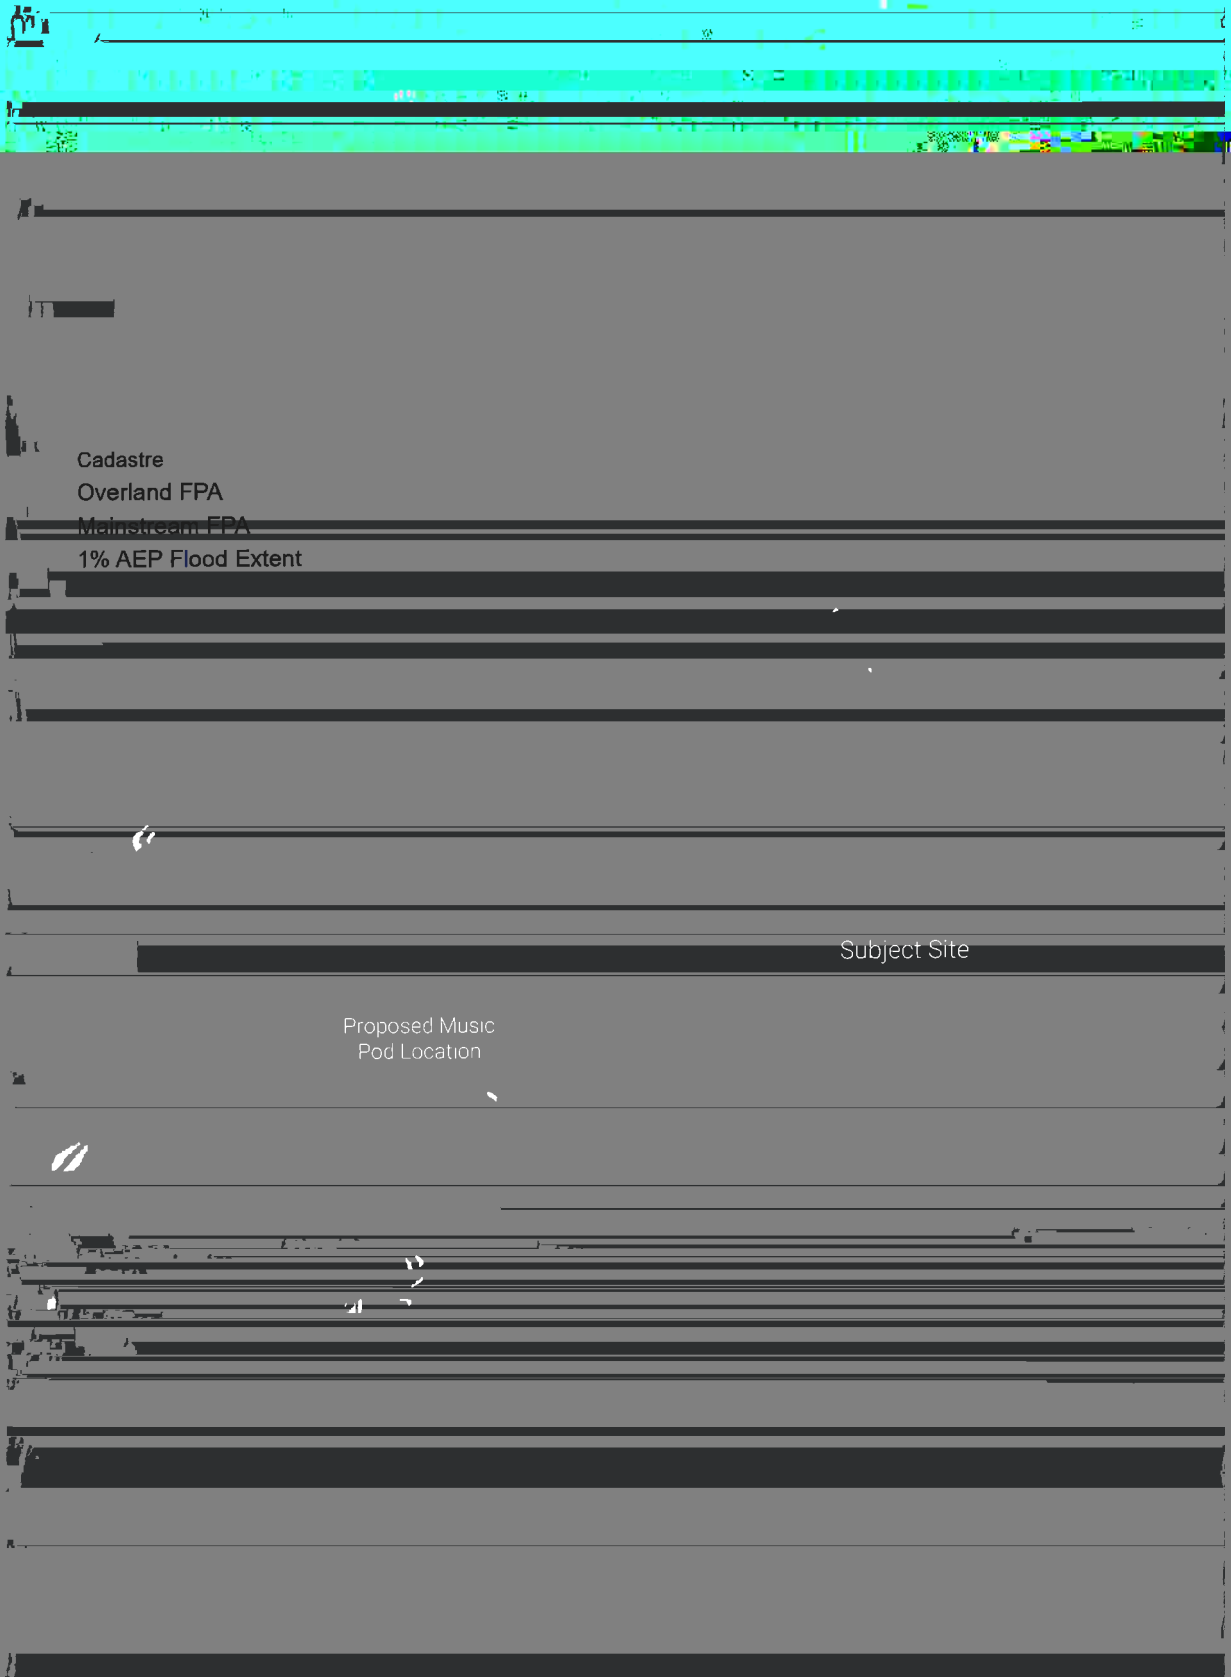 Cadastre
Overland FPA
Mainstream FPA
1% AEP Flood Extent
Subject Site
Proposed Music
Pod Location